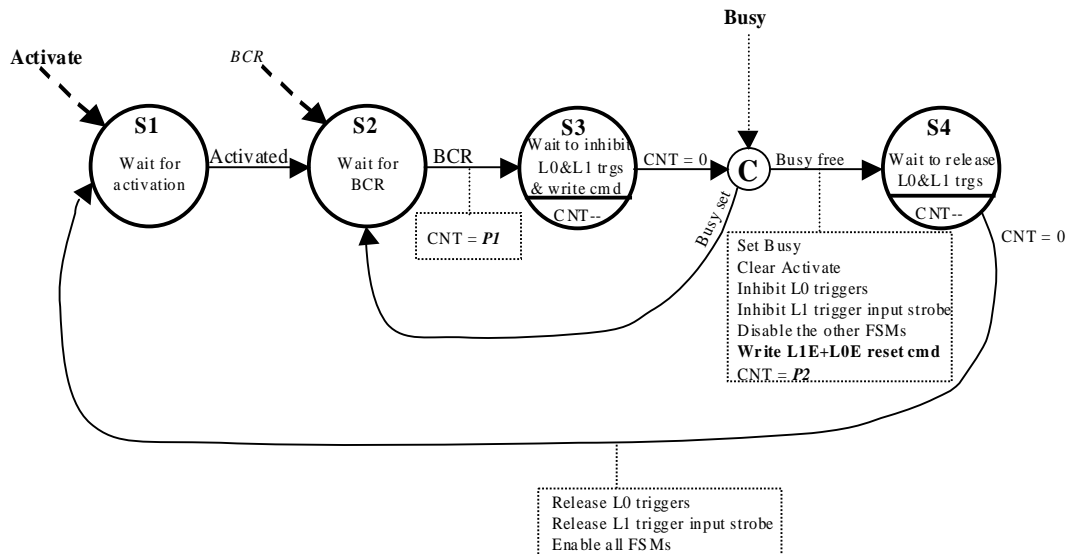 Busy
Activate
BCR
S1
Wait for
activation
Activated
S2
Wait for
BCR
BCR
CNT = P1
S3
Wait to inhibit
L0&L1 trgs
& write cmd
CNT--
CNT = 0
C
Busy set
Busy free
S4
Wait to release
L0&L1 trgs
CNT--
CNT = 0
Set Busy
Clear Activate
Inhibit L0 triggers
Inhibit L1 trigger input strobe
Disable the other FSMs
Write L1E+L0E reset cmd
CNT = P2
Release L0 triggers
Release L1 trigger input strobe
Enable all FSMs